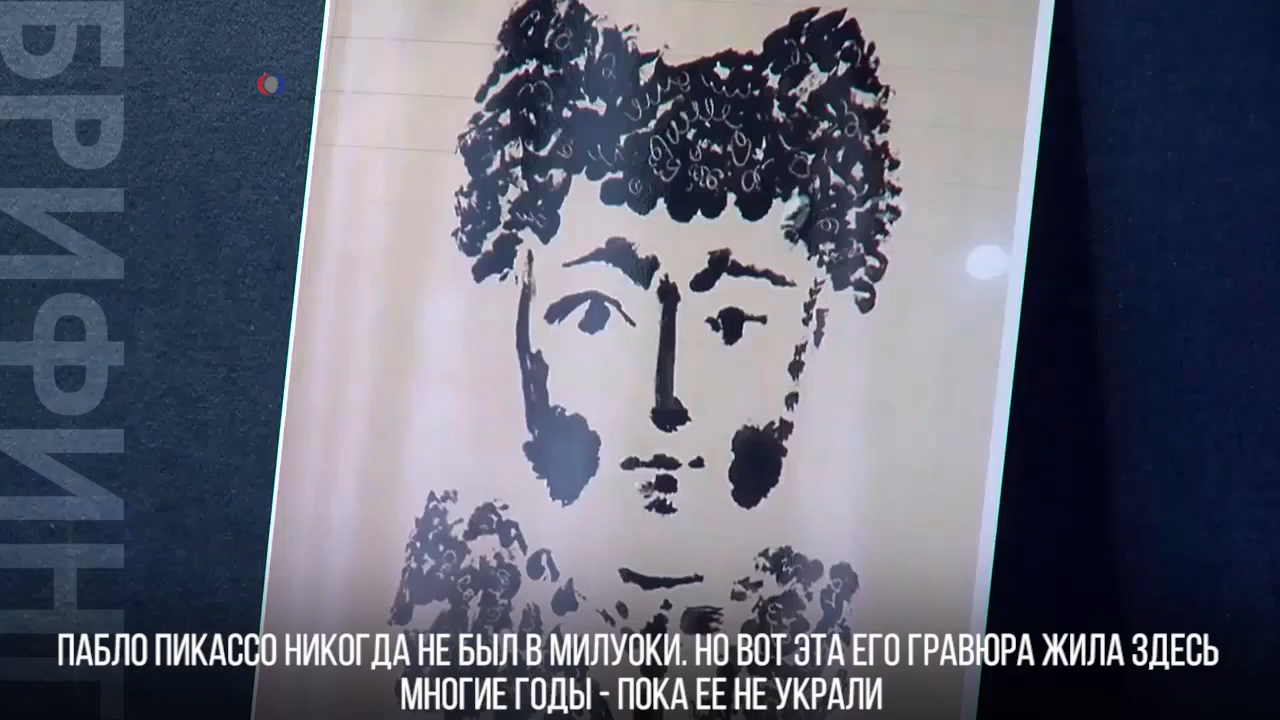 БРИФИНГ
ПАБЛО ПИКАССО НИКОГДА НЕ БЫЛ В МИЛУОКИ. НО ВОТ ЭТА ЕГО ГРАВЮРА ЖИЛА ЗДЕСЬ
МНОГИЕ ГОДЫ - ПОКА ЕЕ НЕ УКРАЛИ